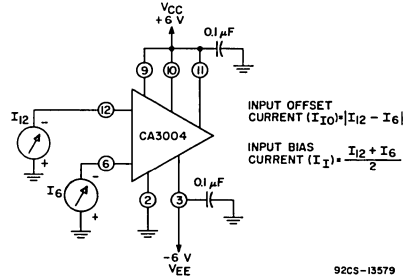 VCC
+6 V
0.1 µF
9
10
11
I12
-
+
12
CA3004
INPUT OFFSET
CURRENT (IIO)=|I12 - I6|
INPUT BIAS
CURRENT (II)= I12 + I6
2
I6
-
+
6
2
3
0.1 µF
-6 V
VEE
92CS-13579